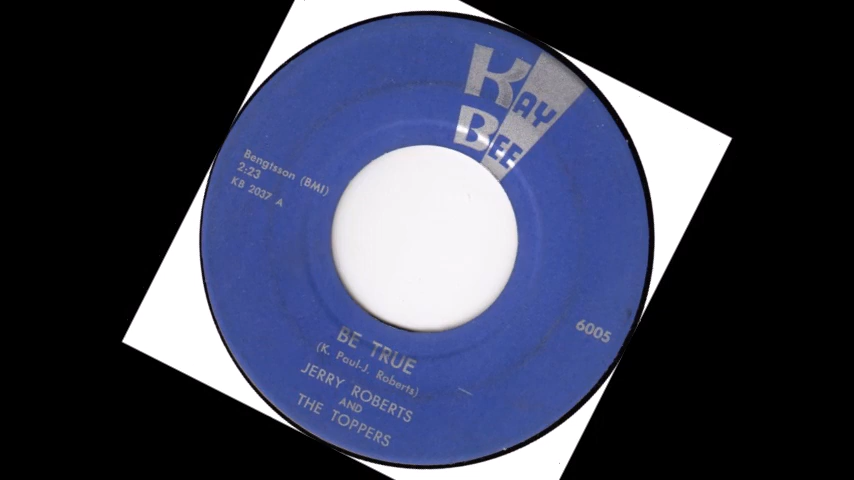 KAY
BEE
Bengtsson (BMI)
2:23
KB 2037 A
6005
BE TRUE
(K. Paul-J. Roberts)
JERRY ROBERTS
AND
THE TOPPERS